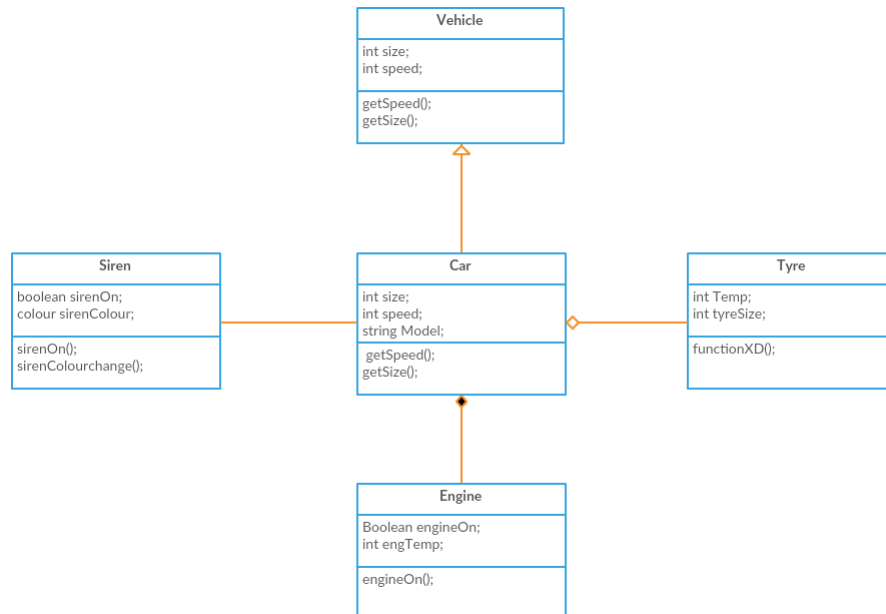 Vehicle
int size;
int speed;
getSpeed();
getSize();
Siren
boolean sirenOn;
colour sirenColour;
sirenOn();
sirenColourchange();
Car
int size;
int speed;
string Model;
getSpeed();
getSize();
Tyre
int Temp;
int tyreSize;
functionXD();
Engine
Boolean engineOn;
int engTemp;
engineOn();